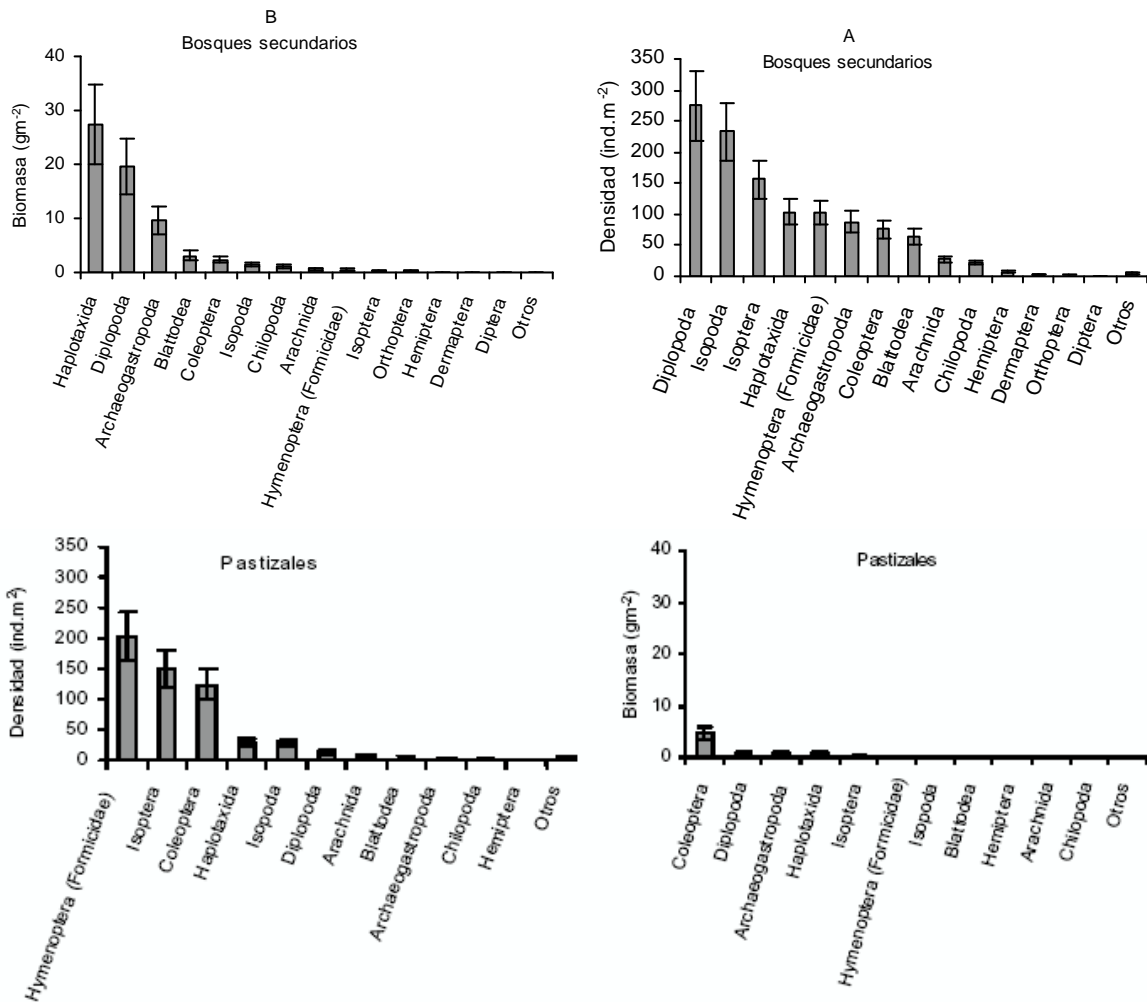 B
Bosques secundarios
Biomasa (gm-2)
40
30
20
10
0
Haplotaxida
Diplopoda
Archaeogastropoda
Blattodea
Coleoptera
Isopoda
Chilopoda
Arachnida
Hymenoptera (Formicidae)
Isoptera
Orthoptera
Hemiptera
Dermaptera
Diptera
Otros
A
Bosques secundarios
Densidad (ind.m-2)
350
300
250
200
150
100
50
0
Diplopoda
Isopoda
Isoptera
Haplotaxida
Hymenoptera (Formicidae)
Archaeogastropoda
Coleoptera
Blattodea
Arachnida
Chilopoda
Hemiptera
Dermaptera
Orthoptera
Diptera
Otros
Pastizales
Densidad (ind.m2)
350
300
250
200
150
100
50
0
Hymenoptera (Formicidae)
Isoptera
Coleoptera
Haplotaxida
Isopoda
Diplopoda
Arachnida
Blattodea
Archaeogastropoda
Chilopoda
Hemiptera
Otros
Pastizales
Biomasa (gm-2)
40
30
20
10
0
Coleoptera
Diplopoda
Archaeogastropoda
Haplotaxida
Isoptera
Hymenoptera (Formicidae)
Isopoda
Blattodea
Hemiptera
Arachnida
Chilopoda
Otros